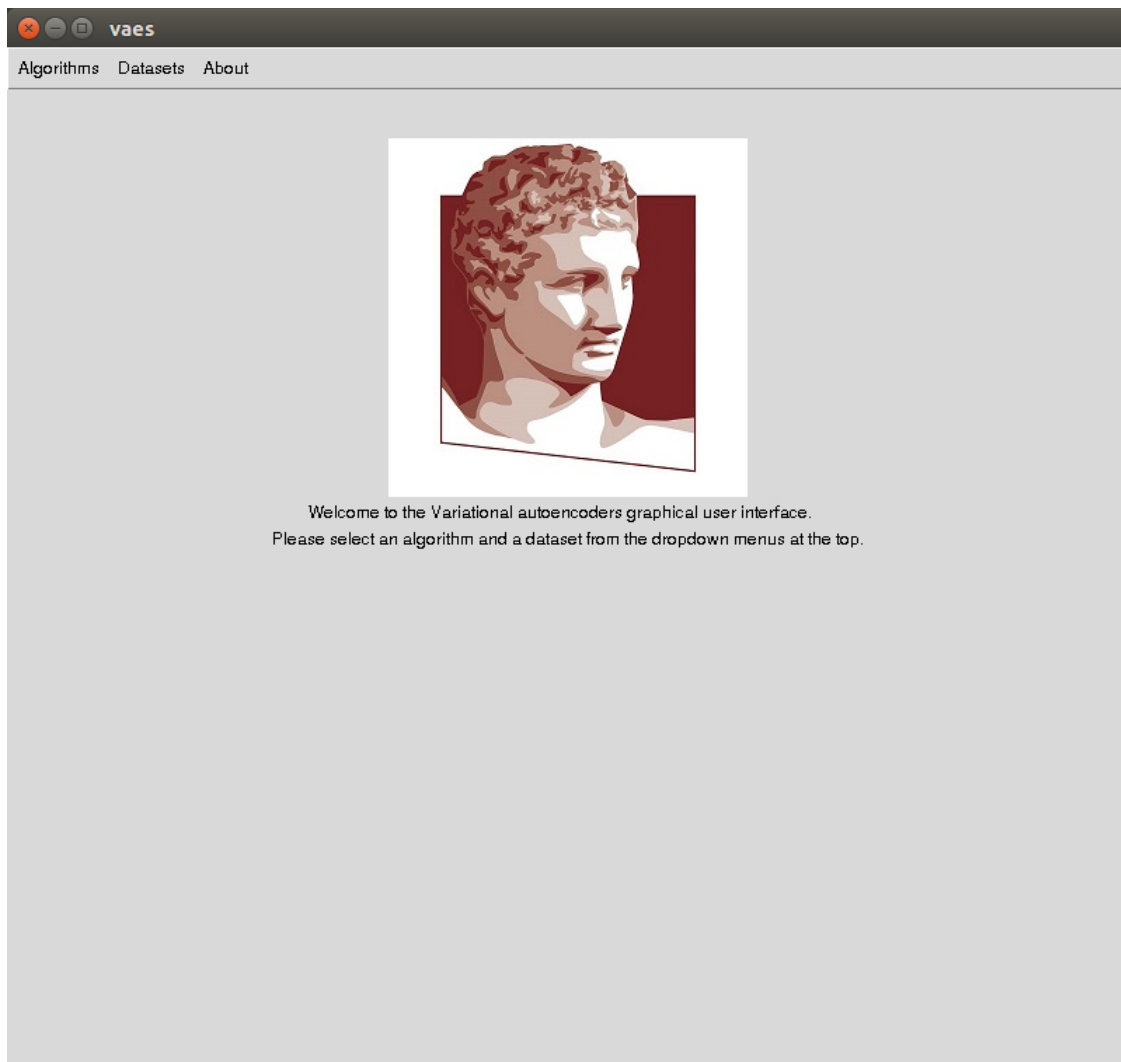 vaes
Algorithms Datasets About
Welcome to the Variational autoencoders graphical user interface.
Please select an algorithm and a dataset from the dropdown menus at the top.